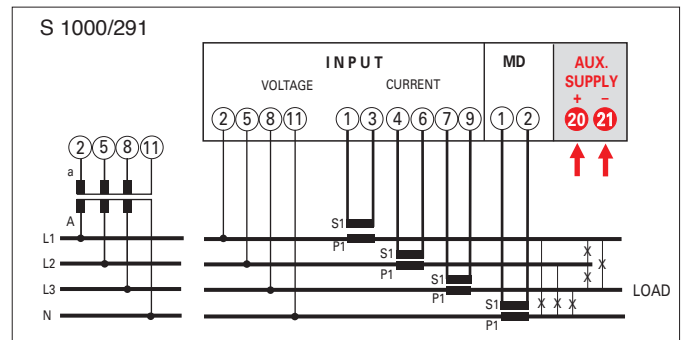 S 1000/291
INPUT MD AUX. SUPPLY
VOLTAGE CURRENT
+ −
2 5 8 11 1 3 4 6 7 9 1 2 20 21
2 5 8 11
a
A
S1
L1
P1
S1
L2
P1
S1
L3 LOAD
P1
S1
N
P1
X
X X
X
X X X